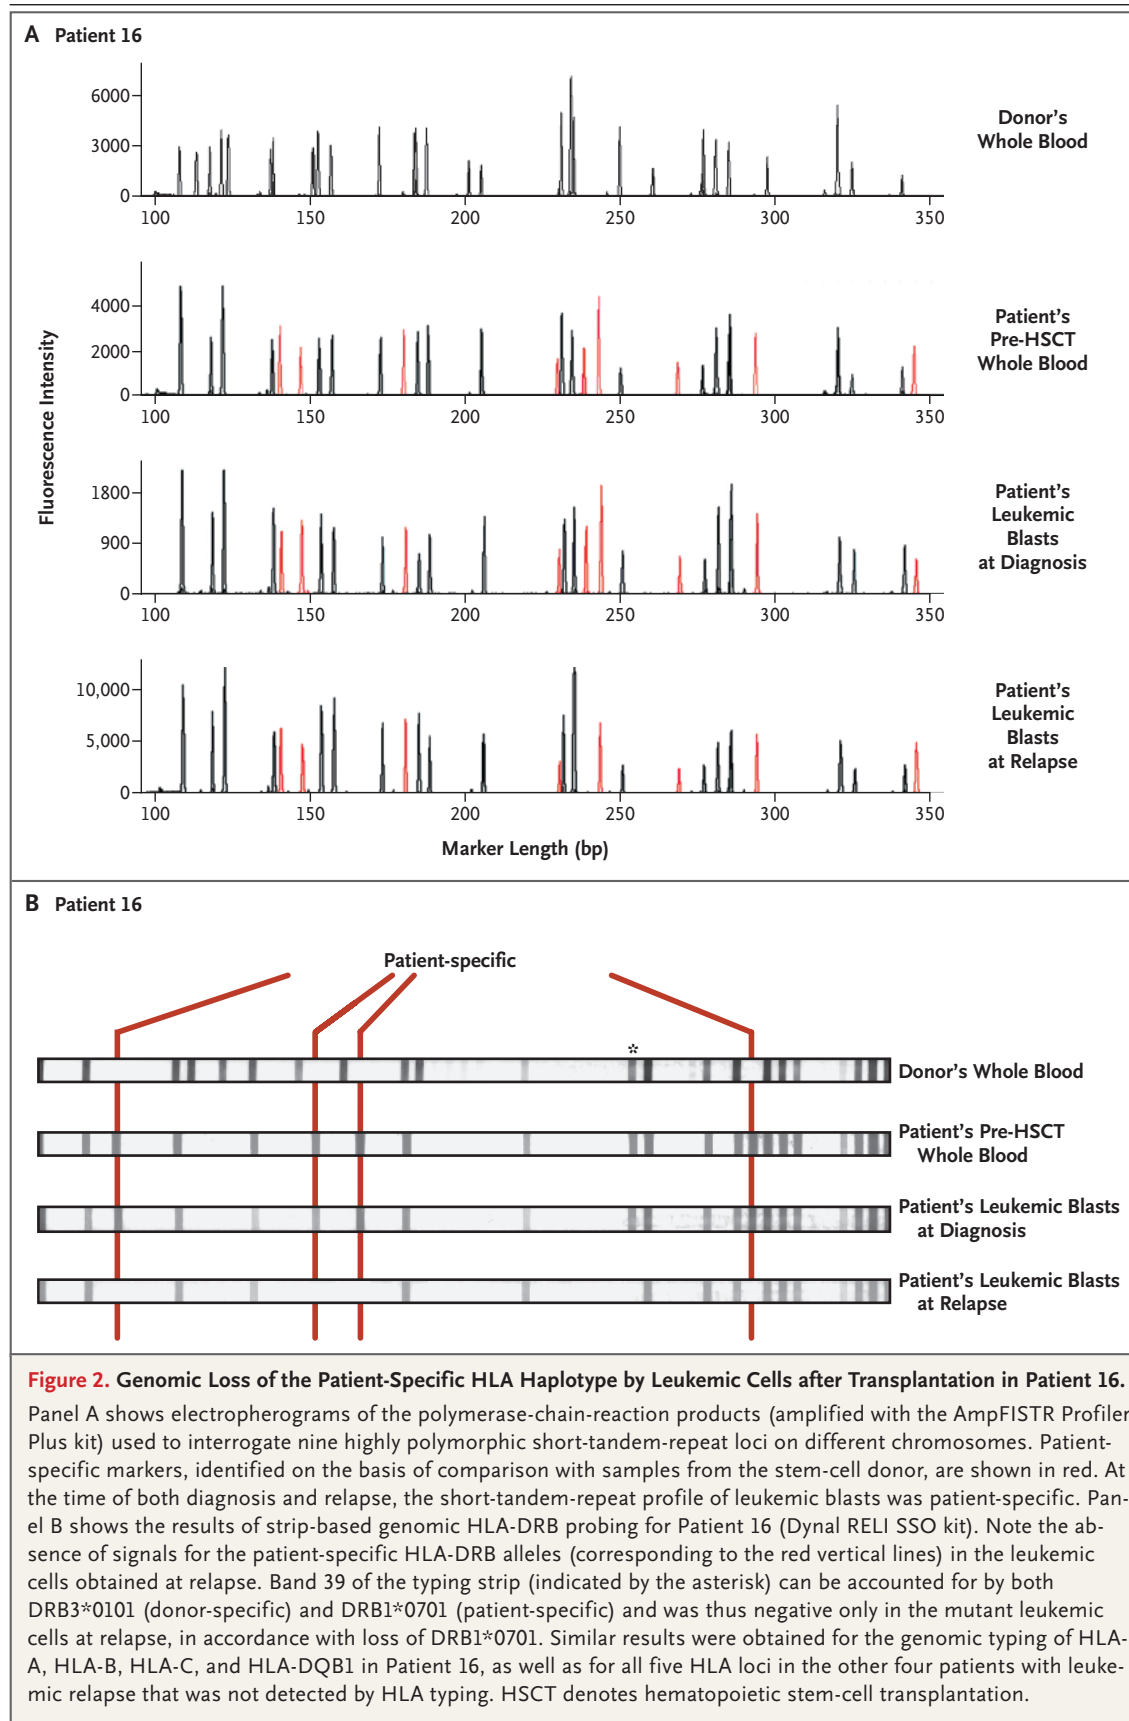 A Patient 16
6000
3000
0
100 150 200 250 300 350
Donor's
Whole Blood
4000
2000
0
100 150 200 250 300 350
Patient's
Pre-HSCT
Whole Blood
Fluorescence Intensity
1800
900
0
100 150 200 250 300 350
Patient's
Leukemic
Blasts
at Diagnosis
10,000
5,000
0
100 150 200 250 300 350
Patient's
Leukemic
Blasts
at Relapse
Marker Length (bp)
B Patient 16
Patient-specific
*
Donor's Whole Blood
Patient's Pre-HSCT
Whole Blood
Patient's Leukemic Blasts
at Diagnosis
Patient's Leukemic Blasts
at Relapse
Figure 2. Genomic Loss of the Patient-Specific HLA Haplotype by Leukemic Cells after Transplantation in Patient 16.
Panel A shows electropherograms of the polymerase-chain-reaction products (amplified with the AmpFISTR Profiler
Plus kit) used to interrogate nine highly polymorphic short-tandem-repeat loci on different chromosomes. Patient-
specific markers, identified on the basis of comparison with samples from the stem-cell donor, are shown in red. At
the time of both diagnosis and relapse, the short-tandem-repeat profile of leukemic blasts was patient-specific. Pan-
el B shows the results of strip-based genomic HLA-DRB probing for Patient 16 (Dynal RELI SSO kit). Note the ab-
sence of signals for the patient-specific HLA-DRB alleles (corresponding to the red vertical lines) in the leukemic
cells obtained at relapse. Band 39 of the typing strip (indicated by the asterisk) can be accounted for by both
DRB3*0101 (donor-specific) and DRB1*0701 (patient-specific) and was thus negative only in the mutant leukemic
cells at relapse, in accordance with loss of DRB1*0701. Similar results were obtained for the genomic typing of HLA-
A, HLA-B, HLA-C, and HLA-DQB1 in Patient 16, as well as for all five HLA loci in the other four patients with leuke-
mic relapse that was not detected by HLA typing. HSCT denotes hematopoietic stem-cell transplantation.